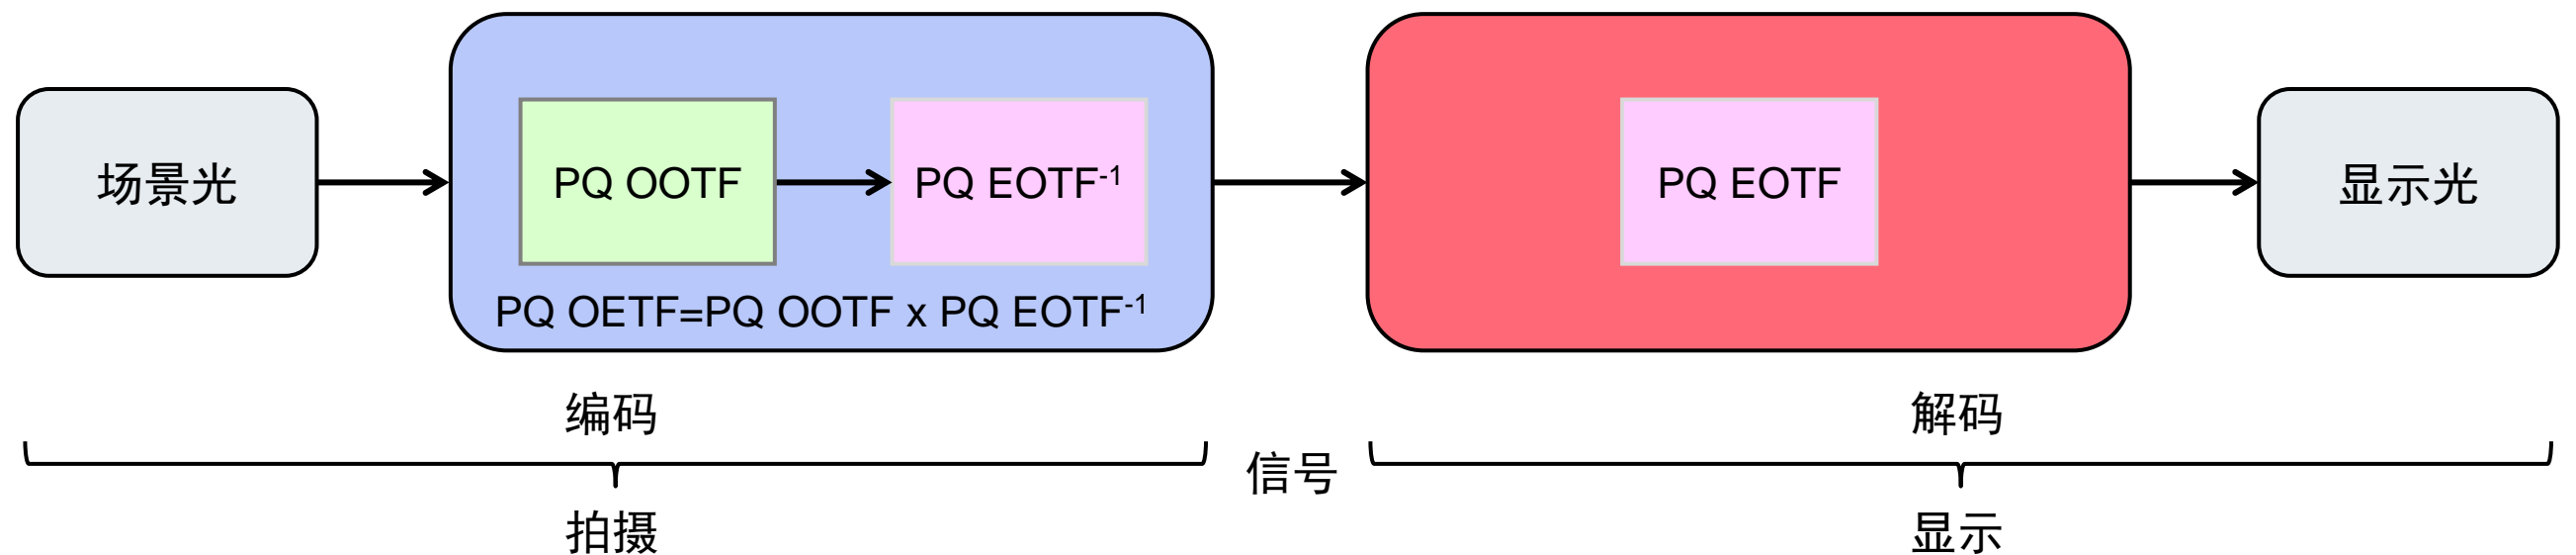 场景光
PQ OOTF
PQ EOTF⁻¹
PQ OETF=PQ OOTF x PQ EOTF⁻¹
PQ EOTF
显示光
编码
解码
信号
拍摄
显示